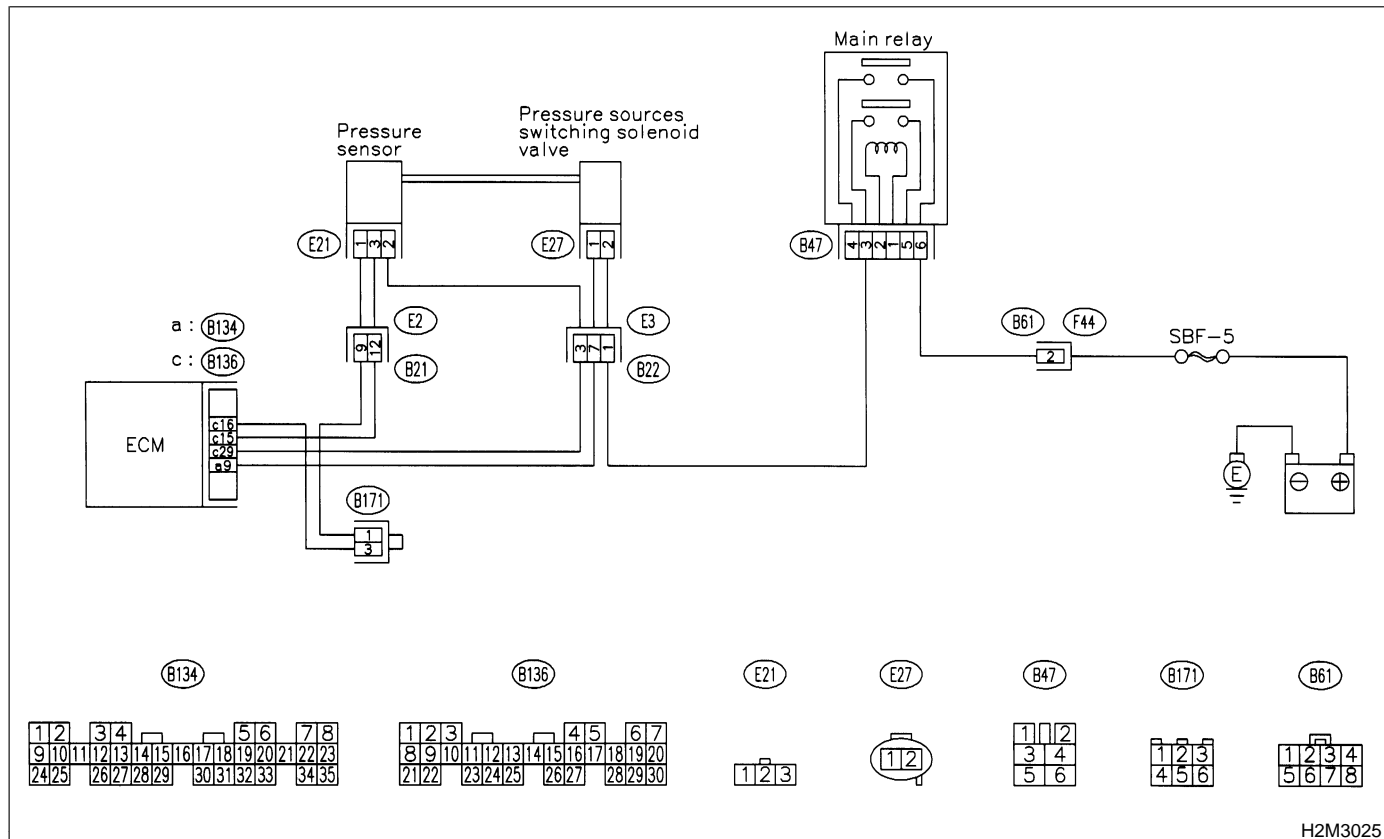 Main relay
Pressure sources
switching solenoid
valve
Pressure
sensor
E21
1 3 2
E27
1 2
B47
4 3 2 1 5 6
E2
E3
B61
F44
SBF-5
a : B134
c : B136
9 12
B21
3 7 1
B22
2
ECM
c16
c15
c29
a9
E
⊖ ⊕
B171
1
3
B134
B136
E21
E27
B47
B171
B61
1 2 3 4 5 6 7 8
9 10 11 12 13 14 15 16 17 18 19 20 21 22 23
24 25 26 27 28 29 30 31 32 33 34 35
1 2 3 4 5 6 7
8 9 10 11 12 13 14 15 16 17 18 19 20
21 22 23 24 25 26 27 28 29 30
1 2 3
1 2
1 2
3 4
5 6
1 2 3
4 5 6
1 2 3 4
5 6 7 8
H2M3025